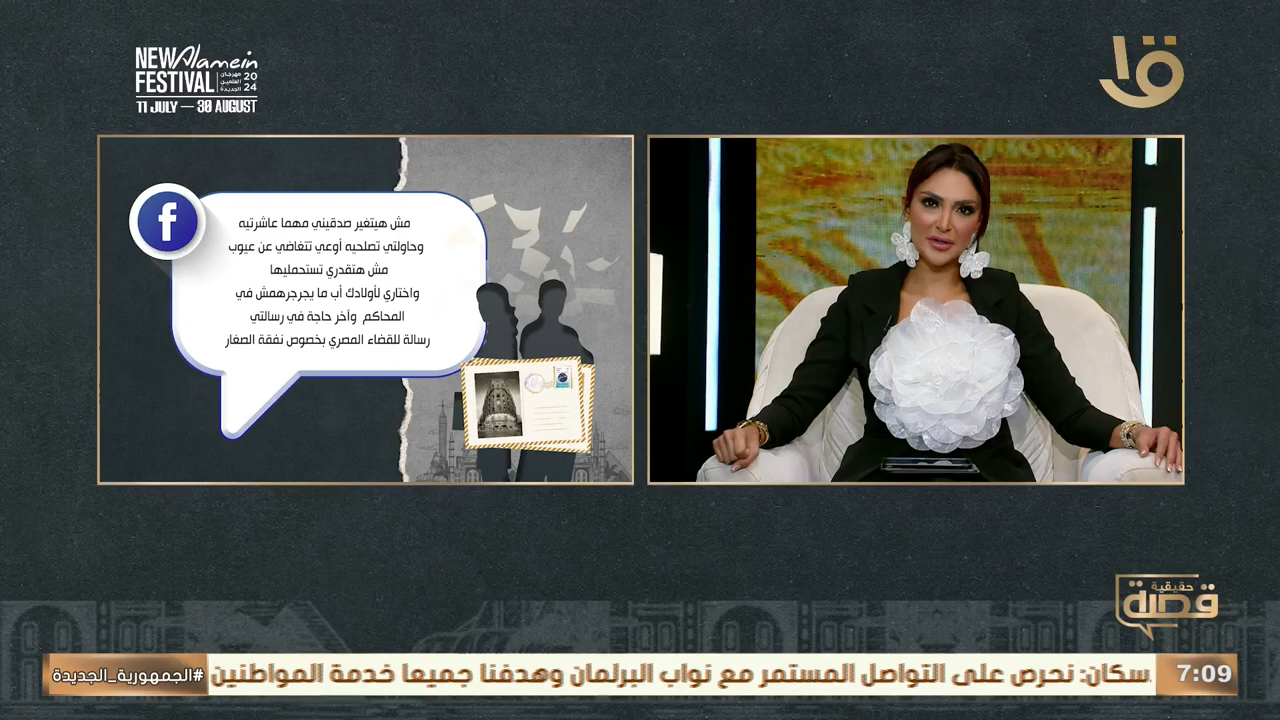 NEW Alamein
FESTIVAL
مهرجان
العلمين
الجديدة
20
24
11 JULY — 30 AUGUST
f
مش هيتغير صدقيني مهما عاشرتيه
وحاولتي تصلحيه أوعي تتغاضي عن عيوب
مش هتقدري تستحمليها
واختاري لأولادك أب ما يجرجرهمش في
المحاكم وآخر حاجة في رسالتي
رسالة للقضاء المصري بخصوص نفقة الصغار
قصة
حقيقية
سكان: نحرص على التواصل المستمر مع نواب البرلمان وهدفنا جميعا خدمة المواطنين
#الجمهورية_الجديدة
7:09